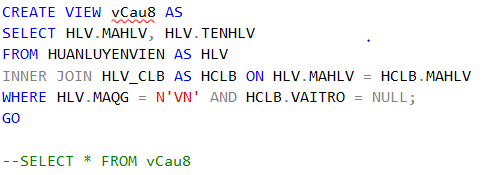 CREATE VIEW vCau8 AS
SELECT HLV.MAHLV, HLV.TENHLV
FROM HUANLUYENVIEN AS HLV
INNER JOIN HLV_CLB AS HCLB ON HLV.MAHLV = HCLB.MAHLV
WHERE HLV.MAQG = N'VN' AND HCLB.VAITRO = NULL;
GO
--SELECT * FROM vCau8